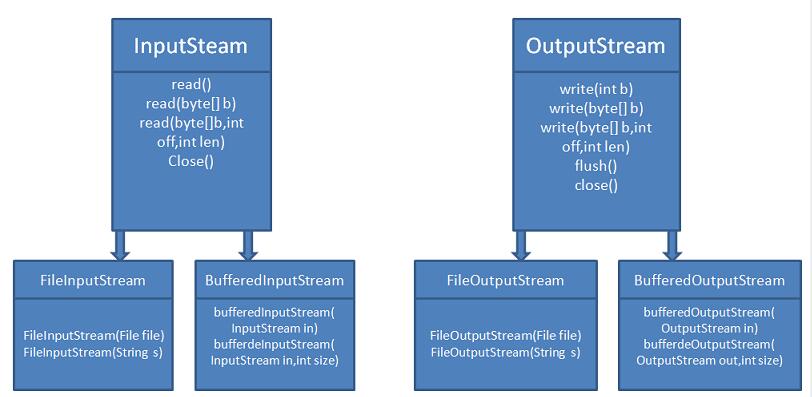 InputSteam
read()
read(byte[] b)
read(byte[]b,int
off,int len)
Close()
FileInputStream
FileInputStream(File file)
FileInputStream(String s)
BufferedInputStream
bufferedInputStream(
InputStream in)
bufferdeInputStream(
InputStream in,int size)
OutputStream
write(int b)
write(byte[] b)
write(byte[] b,int
off,int len)
flush()
close()
FileOutputStream
FileOutputStream(File file)
FileOutputStream(String s)
BufferedOutputStream
bufferedOutputStream(
OutputStream in)
bufferdeOutputStream(
OutputStream out,int size)